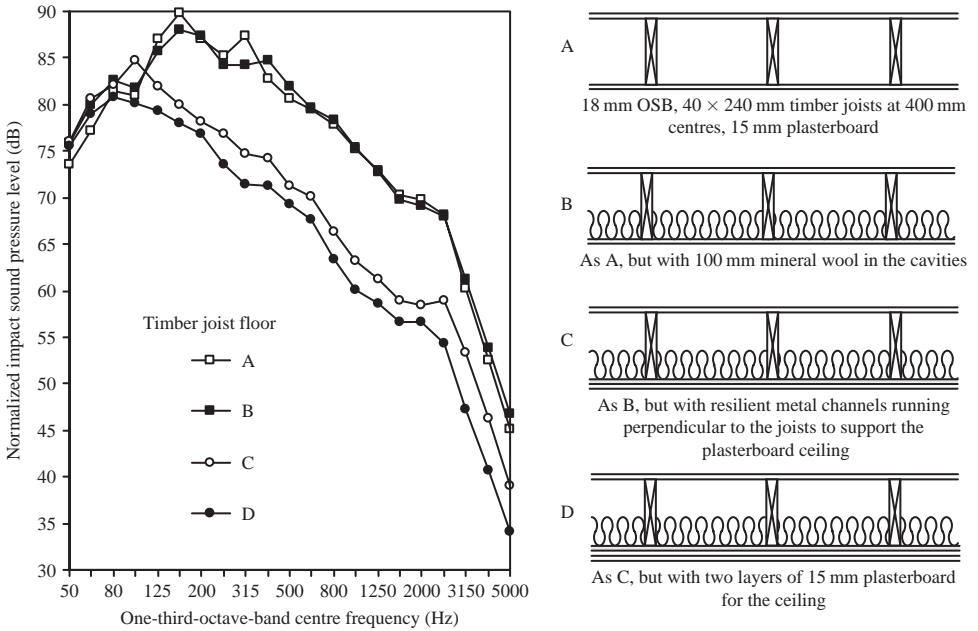 90
85
80
75
70
65
60
55
50
45
40
35
30
Normalized impact sound pressure level (dB)
50 80 125 200 315 500 800 1250 2000 3150 5000
One-third-octave-band centre frequency (Hz)
Timber joist floor
A
B
C
D
A
18 mm OSB, 40 × 240 mm timber joists at 400 mm
centres, 15 mm plasterboard
B
As A, but with 100 mm mineral wool in the cavities
C
As B, but with resilient metal channels running
perpendicular to the joists to support the
plasterboard ceiling
D
As C, but with two layers of 15 mm plasterboard
for the ceiling